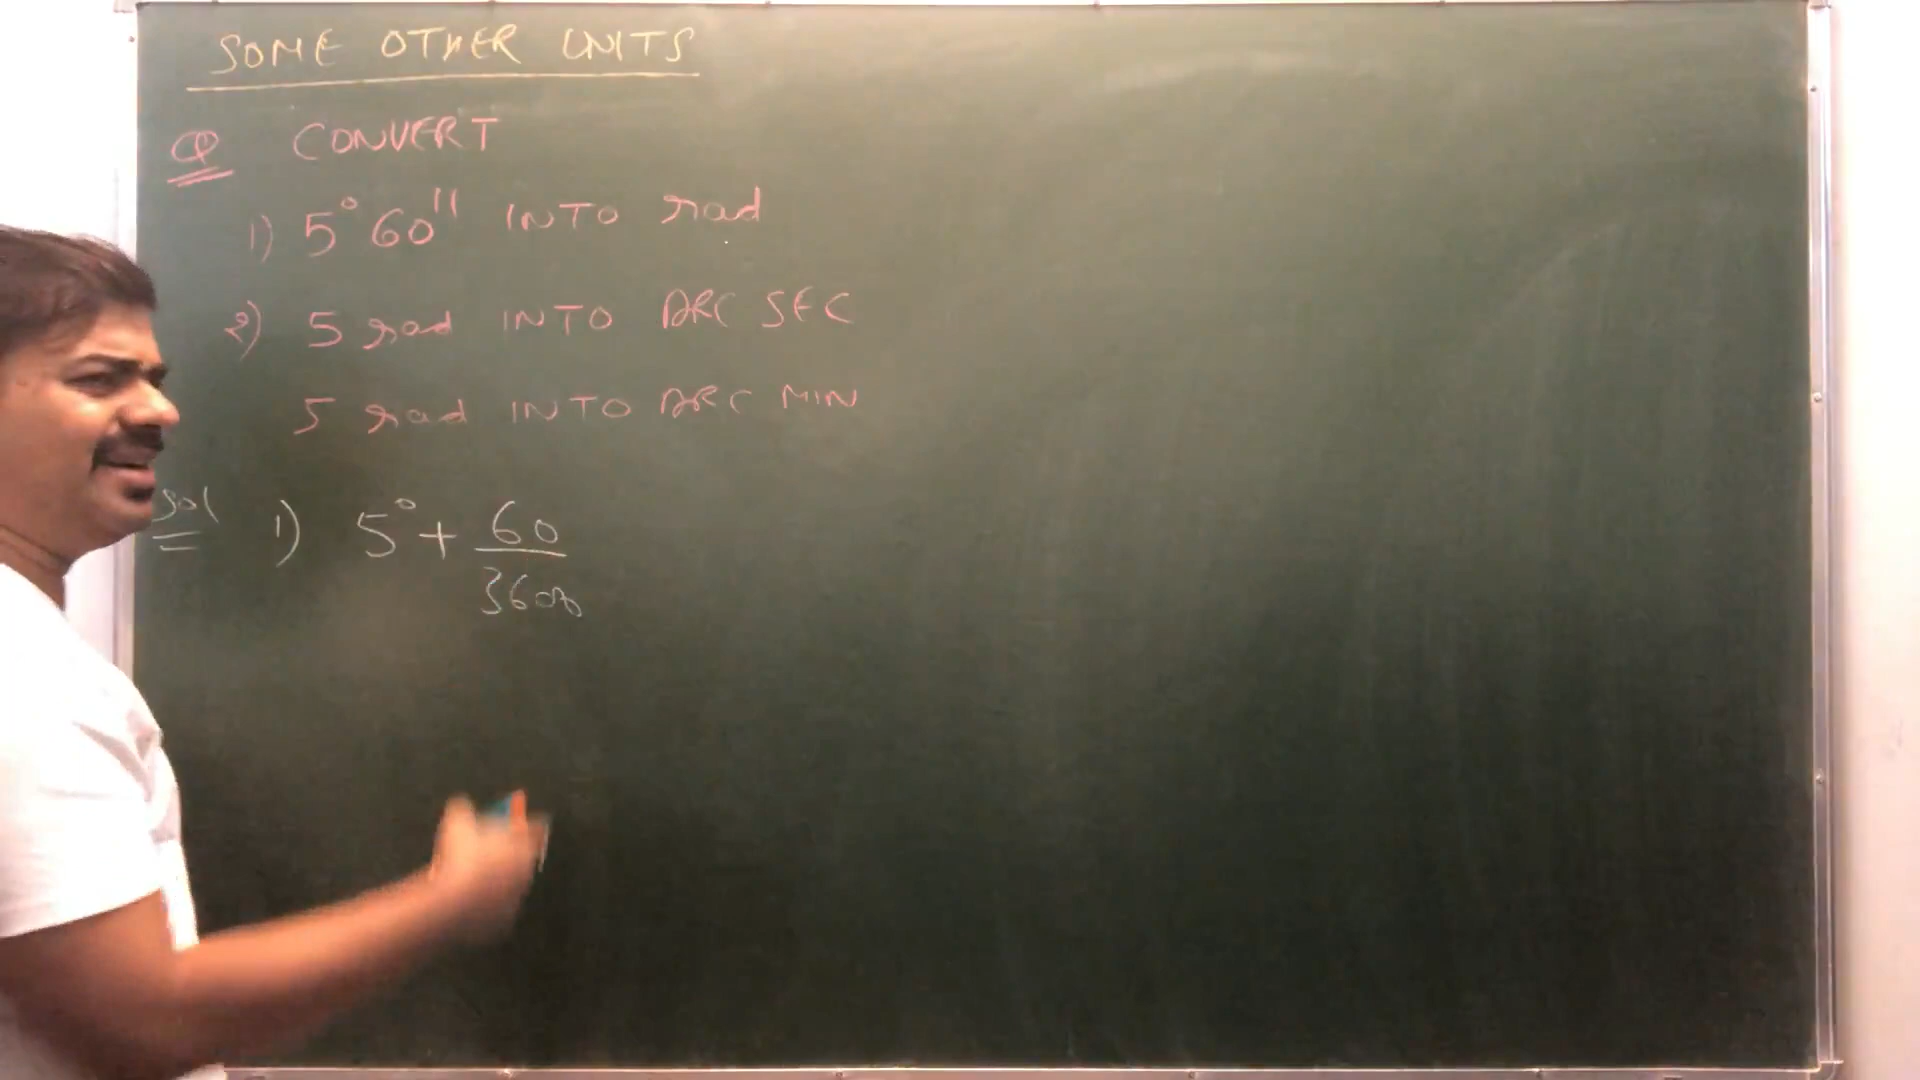 SOME OTHER UNITS
Q CONVERT
1) 5° 60'' INTO rad
2) 5 rad INTO ARC SEC
5 rad INTO ARC MIN
Sol 1) 5° + 60/3600